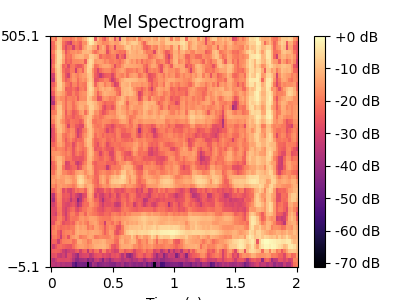 Mel Spectrogram
505.1
-5.1
0
0.5
1
1.5
2
+0 dB
-10 dB
-20 dB
-30 dB
-40 dB
-50 dB
-60 dB
-70 dB